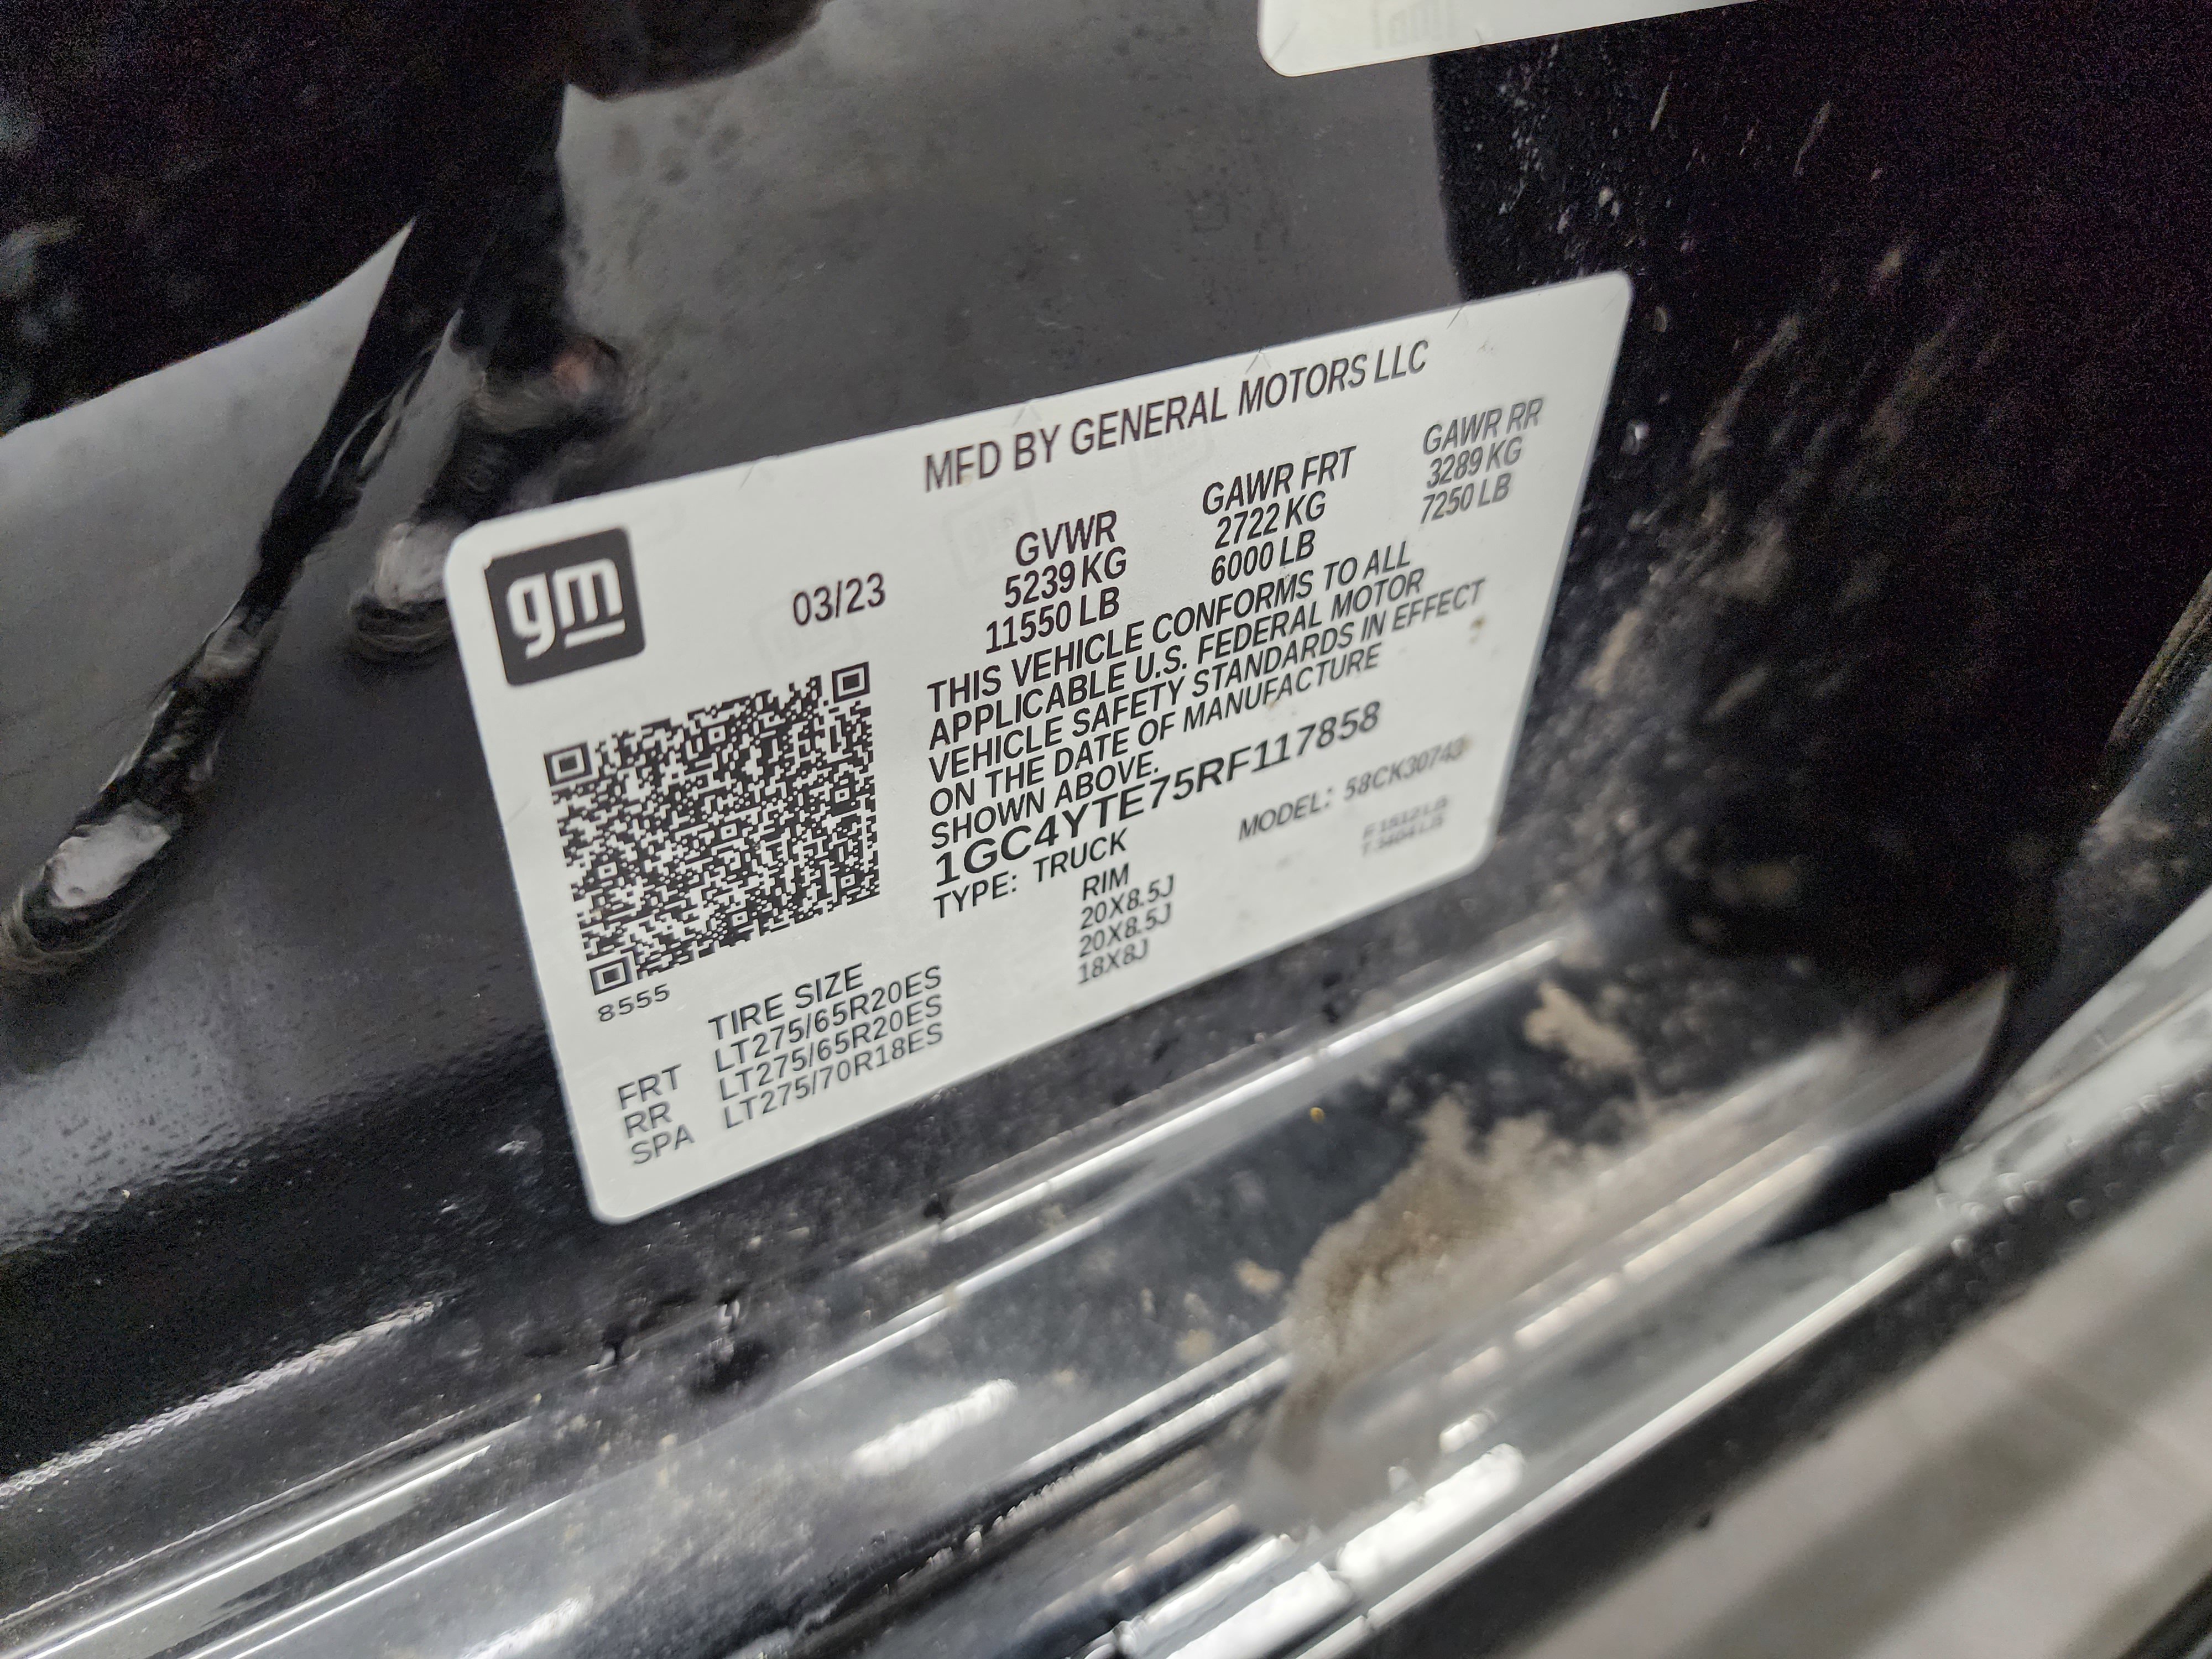 MFD BY GENERAL MOTORS LLC
gm
03/23
GVWR GAWR FRT GAWR RR
5239 KG 2722 KG 3289 KG
11550 LB 6000 LB 7250 LB
THIS VEHICLE CONFORMS TO ALL
APPLICABLE U.S. FEDERAL MOTOR
VEHICLE SAFETY STANDARDS IN EFFECT
ON THE DATE OF MANUFACTURE
SHOWN ABOVE.
1GC4YTE75RF117858
TYPE: TRUCK MODEL: 58CK30743
8555
TIRE SIZE RIM
FRT LT275/65R20ES 20X8.5J
RR LT275/65R20ES 20X8.5J
SPA LT275/70R18ES 18X8J